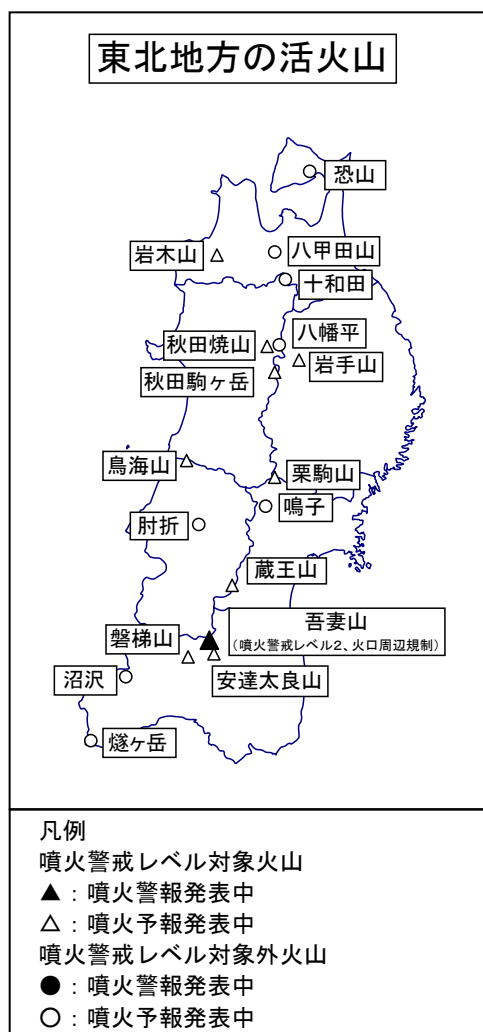 東北地方の活火山
恐山
岩木山
八甲田山
十和田
秋田焼山
八幡平
岩手山
秋田駒ヶ岳
鳥海山
栗駒山
鳴子
肘折
蔵王山
吾妻山
（噴火警戒レベル２、火口周辺規制）
磐梯山
沼沢
安達太良山
燧ヶ岳
凡例
噴火警戒レベル対象火山
▲：噴火警報発表中
△：噴火予報発表中
噴火警戒レベル対象外火山
●：噴火警報発表中
○：噴火予報発表中